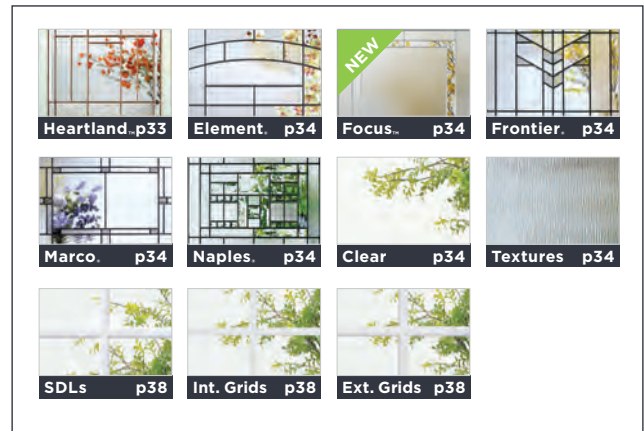 NEW
Heartland™ p33
Element® p34
Focus™ p34
Frontier® p34
Marco® p34
Naples® p34
Clear p34
Textures p34
SDLs p38
Int. Grids p38
Ext. Grids p38